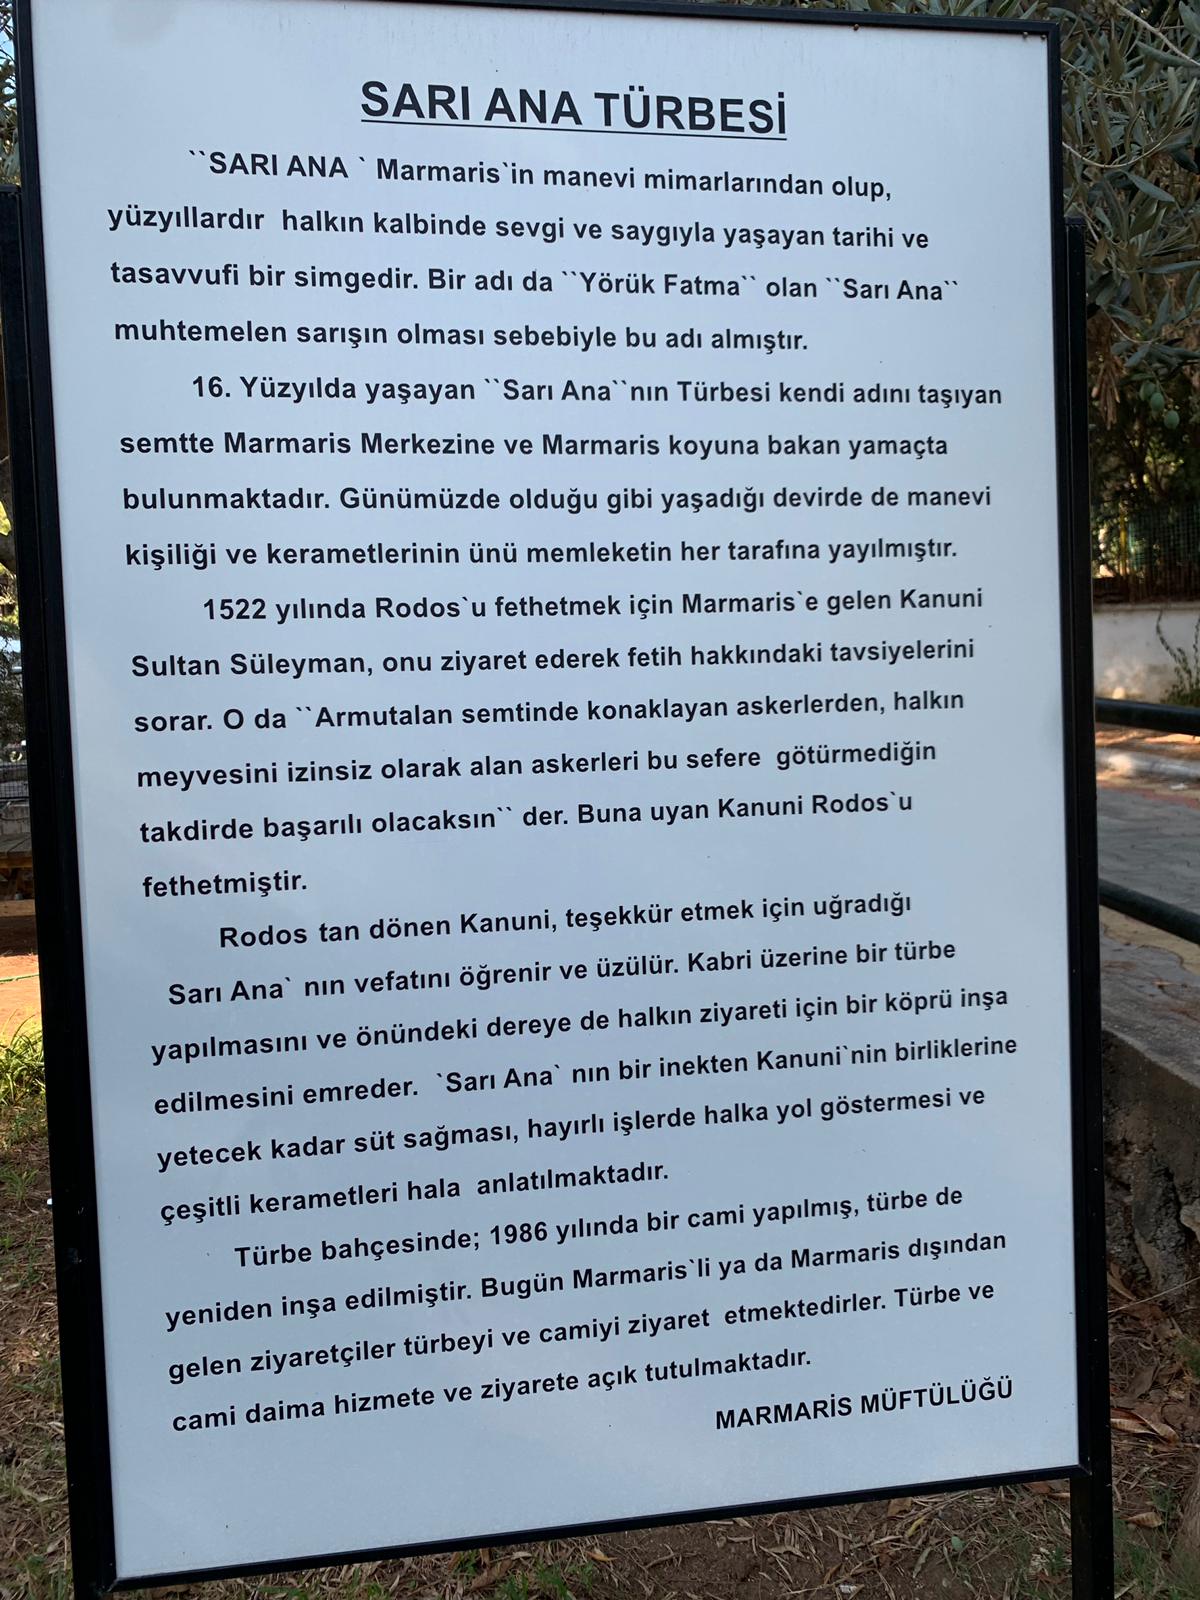 SARI ANA TÜRBESİ
``SARI ANA ` Marmaris`in manevi mimarlarından olup,
yüzyıllardır halkın kalbinde sevgi ve saygıyla yaşayan tarihi ve
tasavvufi bir simgedir. Bir adı da ``Yörük Fatma`` olan ``Sarı Ana``
muhtemelen sarışın olması sebebiyle bu adı almıştır.
16. Yüzyılda yaşayan ``Sarı Ana``nın Türbesi kendi adını taşıyan
semtte Marmaris Merkezine ve Marmaris koyuna bakan yamaçta
bulunmaktadır. Günümüzde olduğu gibi yaşadığı devirde de manevi
kişiliği ve kerametlerinin ünü memleketin her tarafına yayılmıştır.
1522 yılında Rodos`u fethetmek için Marmaris`e gelen Kanuni
Sultan Süleyman, onu ziyaret ederek fetih hakkındaki tavsiyelerini
sorar. O da ``Armutalan semtinde konaklayan askerlerden, halkın
meyvesini izinsiz olarak alan askerleri bu sefere götürmediğin
takdirde başarılı olacaksın`` der. Buna uyan Kanuni Rodos`u
fethetmiştir.
Rodos tan dönen Kanuni, teşekkür etmek için uğradığı
Sarı Ana` nın vefatını öğrenir ve üzülür. Kabri üzerine bir türbe
yapılmasını ve önündeki dereye de halkın ziyareti için bir köprü inşa
edilmesini emreder. `Sarı Ana` nın bir inekten Kanuni`nin birliklerine
yetecek kadar süt sağması, hayırlı işlerde halka yol göstermesi ve
çeşitli kerametleri hala anlatılmaktadır.
Türbe bahçesinde; 1986 yılında bir cami yapılmış, türbe de
yeniden inşa edilmiştir. Bugün Marmaris`li ya da Marmaris dışından
gelen ziyaretçiler türbeyi ve camiyi ziyaret etmektedirler. Türbe ve
cami daima hizmete ve ziyarete açık tutulmaktadır.
MARMARİS MÜFTÜLÜĞÜ